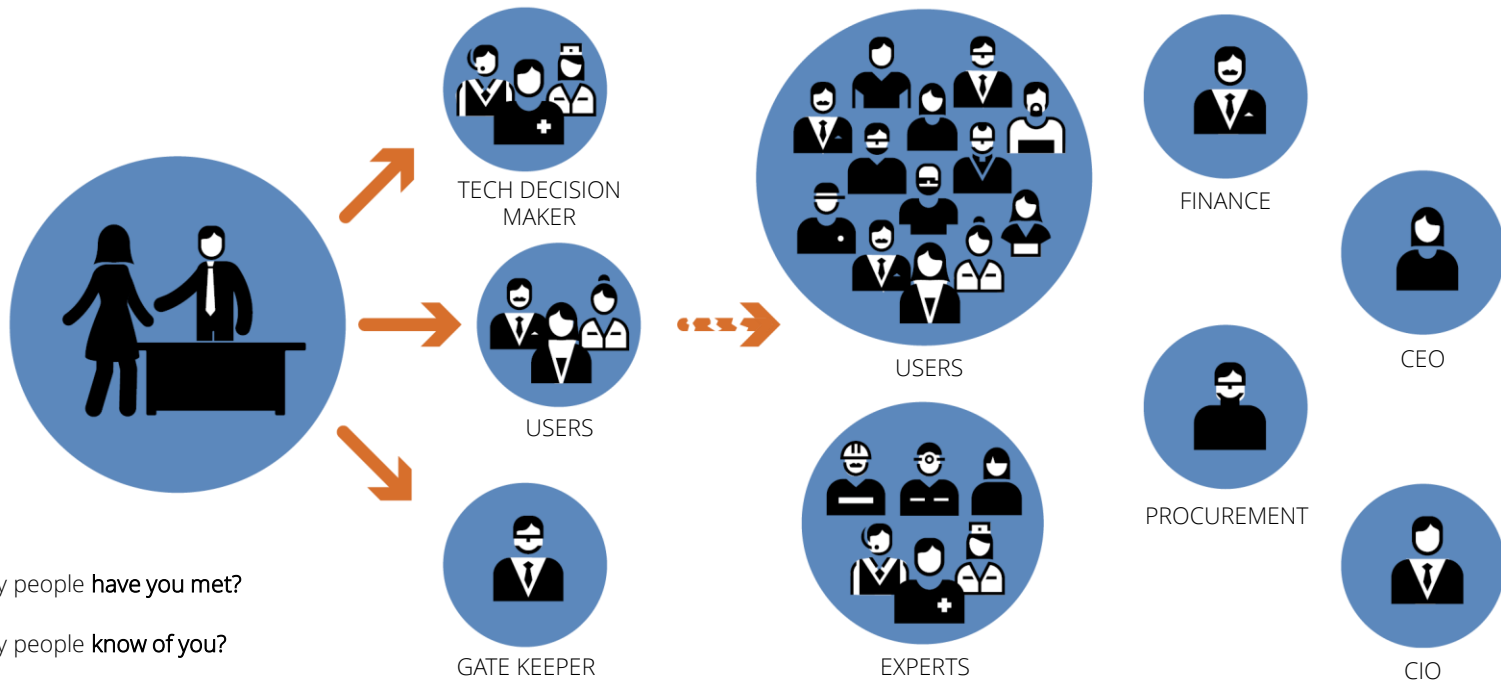 TECH DECISION
MAKER
USERS
GATE KEEPER
USERS
EXPERTS
FINANCE
PROCUREMENT
CEO
CIO
people have you met?
people know of you?